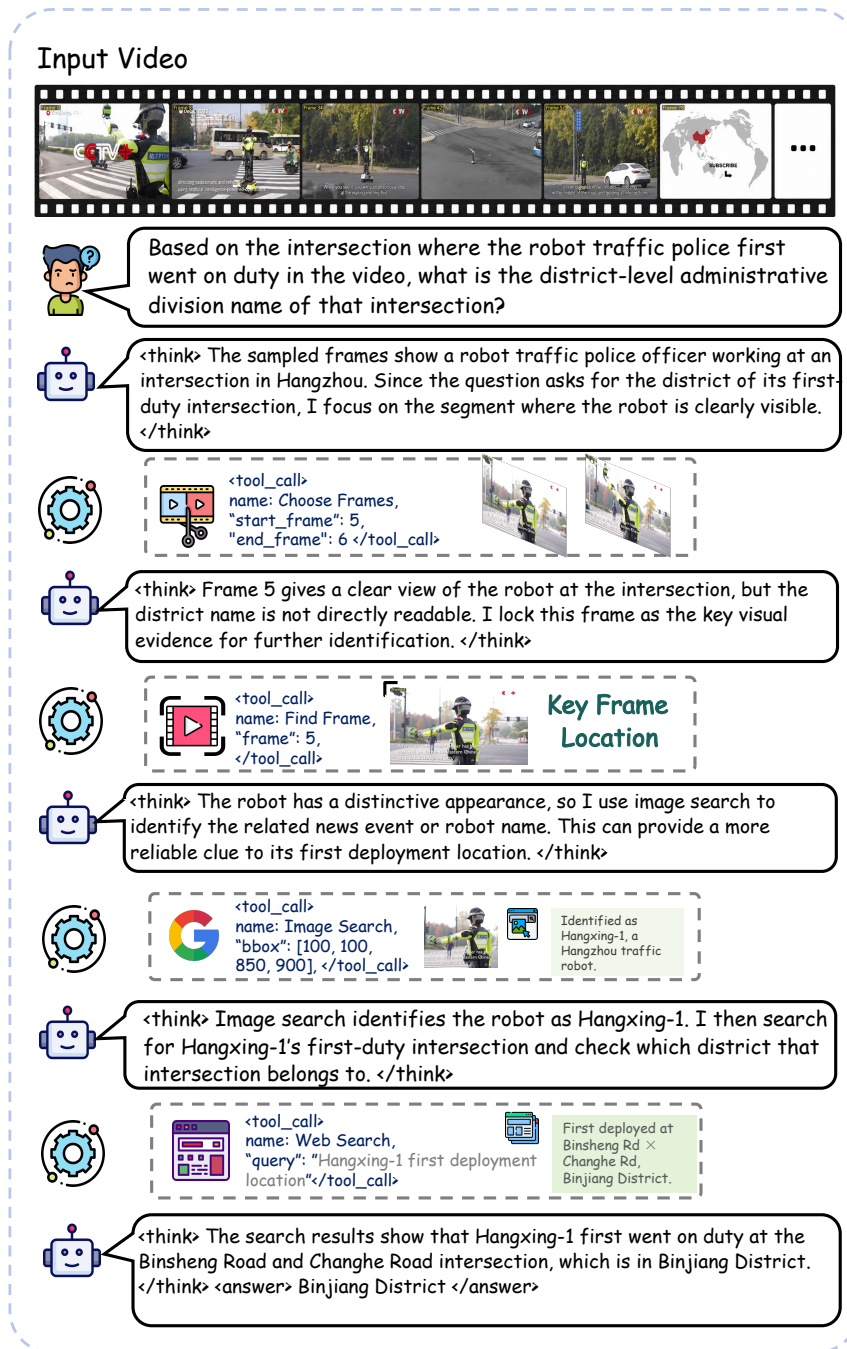 Input Video
CCTV+
SUBSCRIBE
Based on the intersection where the robot traffic police first
went on duty in the video, what is the district-level administrative
division name of that intersection?
<think> The sampled frames show a robot traffic police officer working at an
intersection in Hangzhou. Since the question asks for the district of its first-
duty intersection, I focus on the segment where the robot is clearly visible.
</think>
<tool_call>
name: Choose Frames,
“start_frame”: 5,
"end_frame": 6 </tool_call>
<think> Frame 5 gives a clear view of the robot at the intersection, but the
district name is not directly readable. I lock this frame as the key visual
evidence for further identification. </think>
<tool_call>
name: Find Frame,
“frame”: 5,
</tool_call>
Key Frame
Location
<think> The robot has a distinctive appearance, so I use image search to
identify the related news event or robot name. This can provide a more
reliable clue to its first deployment location. </think>
<tool_call>
name: Image Search,
“bbox”: [100, 100,
850, 900], </tool_call>
Identified as
Hangxing-1, a
Hangzhou traffic
robot.
<think> Image search identifies the robot as Hangxing-1. I then search
for Hangxing-1’s first-duty intersection and check which district that
intersection belongs to. </think>
<tool_call>
name: Web Search,
“query”: ”Hangxing-1 first deployment
location”</tool_call>
First deployed at
Binsheng Rd ×
Changhe Rd,
Binjiang District.
<think> The search results show that Hangxing-1 first went on duty at the
Binsheng Road and Changhe Road intersection, which is in Binjiang District.
</think> <answer> Binjiang District </answer>